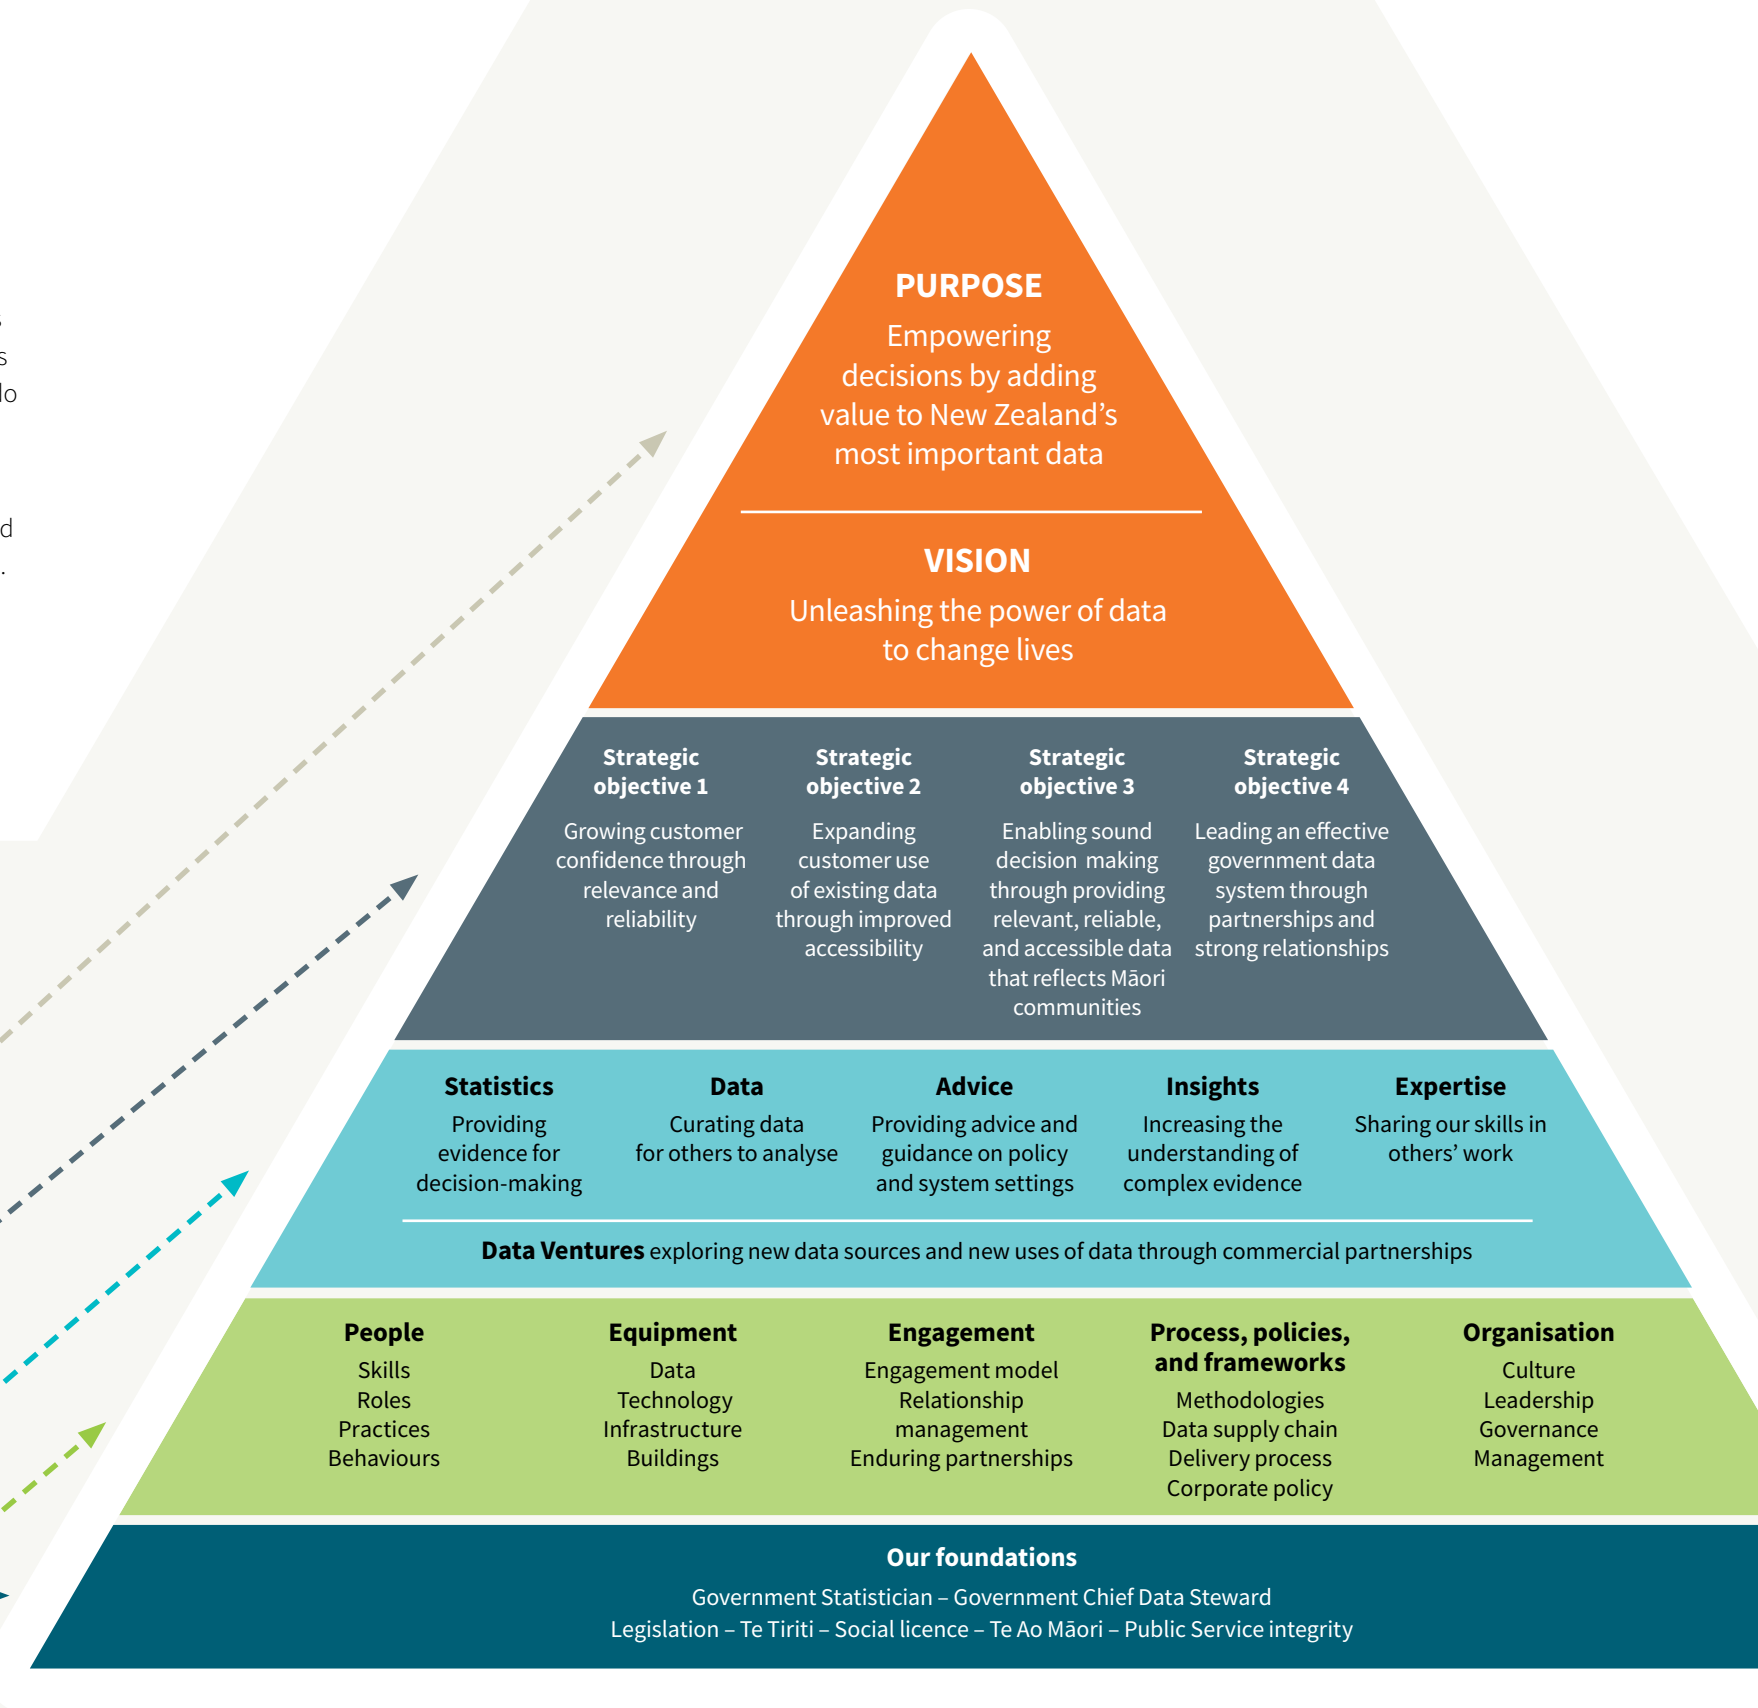 PURPOSE
Empowering
decisions by adding
value to New Zealand's
most important data
VISION
Unleashing the power of data
to change lives
Strategic
objective 1
Growing customer
confidence through
relevance and
reliability
Strategic
objective 2
Expanding
customer use
of existing data
through improved
accessibility
Strategic
objective 3
Enabling sound
decision making
through providing
relevant, reliable,
and accessible data
that reflects Māori
communities
Strategic
objective 4
Leading an effective
government data
system through
partnerships and
strong relationships
Statistics
Providing
evidence for
decision-making
Data
Curating data
for others to analyse
Advice
Providing advice and
guidance on policy
and system settings
Insights
Increasing the
understanding of
complex evidence
Expertise
Sharing our skills in
others' work
Data Ventures exploring new data sources and new uses of data through commercial partnerships
People
Skills
Roles
Practices
Behaviours
Equipment
Data
Technology
Infrastructure
Buildings
Engagement
Engagement model
Relationship
management
Enduring partnerships
Process, policies,
and frameworks
Methodologies
Data supply chain
Delivery process
Corporate policy
Organisation
Culture
Leadership
Governance
Management
Our foundations
Government Statistician – Government Chief Data Steward
Legislation – Te Tiriti – Social licence – Te Ao Māori – Public Service integrity